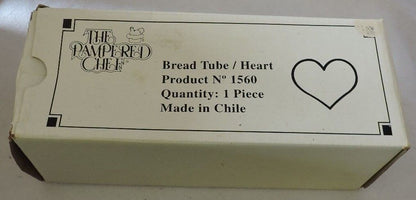 THE
PAMPERED
CHEF
Bread Tube / Heart
Product Nº 1560
Quantity: 1 Piece
Made in Chile